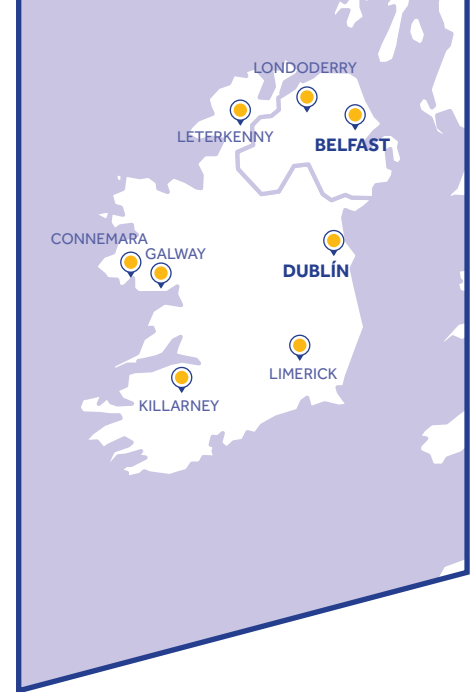 LONDODERRY
LETERKENNY
BELFAST
CONNEMARA
GALWAY
DUBLÍN
LIMERICK
KILLARNEY